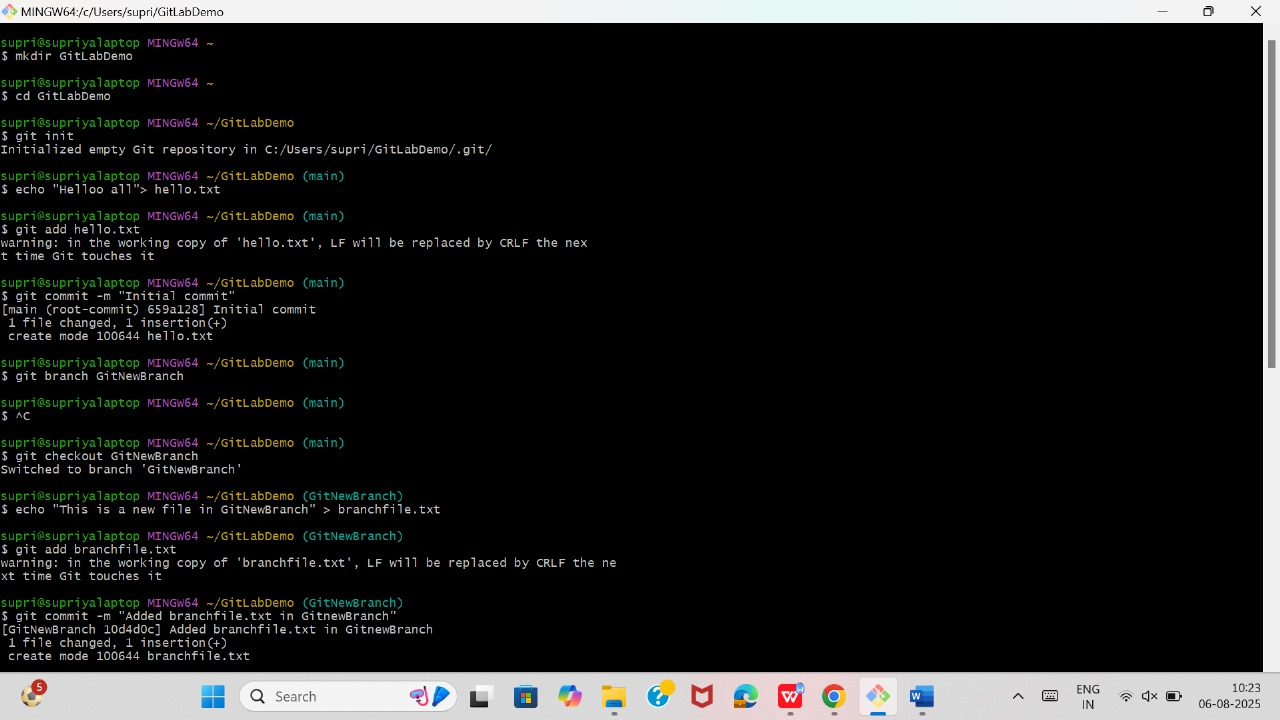 MINGW64:/c/Users/supri/GitLabDemo
supri@supriyalaptop MINGW64 ~
$ mkdir GitLabDemo
supri@supriyalaptop MINGW64 ~
$ cd GitLabDemo
supri@supriyalaptop MINGW64 ~/GitLabDemo
$ git init
Initialized empty Git repository in C:/Users/supri/GitLabDemo/.git/
supri@supriyalaptop MINGW64 ~/GitLabDemo (main)
$ echo "Helloo all"> hello.txt
supri@supriyalaptop MINGW64 ~/GitLabDemo (main)
$ git add hello.txt
warning: in the working copy of 'hello.txt', LF will be replaced by CRLF the nex
t time Git touches it
supri@supriyalaptop MINGW64 ~/GitLabDemo (main)
$ git commit -m "Initial commit"
[main (root-commit) 659a128] Initial commit
 1 file changed, 1 insertion(+)
 create mode 100644 hello.txt
supri@supriyalaptop MINGW64 ~/GitLabDemo (main)
$ git branch GitNewBranch
supri@supriyalaptop MINGW64 ~/GitLabDemo (main)
$ ^C
supri@supriyalaptop MINGW64 ~/GitLabDemo (main)
$ git checkout GitNewBranch
Switched to branch 'GitNewBranch'
supri@supriyalaptop MINGW64 ~/GitLabDemo (GitNewBranch)
$ echo "This is a new file in GitNewBranch" > branchfile.txt
supri@supriyalaptop MINGW64 ~/GitLabDemo (GitNewBranch)
$ git add branchfile.txt
warning: in the working copy of 'branchfile.txt', LF will be replaced by CRLF the ne
xt time Git touches it
supri@supriyalaptop MINGW64 ~/GitLabDemo (GitNewBranch)
$ git commit -m "Added branchfile.txt in GitnewBranch"
[GitNewBranch 10d4d0c] Added branchfile.txt in GitnewBranch
 1 file changed, 1 insertion(+)
 create mode 100644 branchfile.txt
5
Search
ENG
IN
10:23
06-08-2025